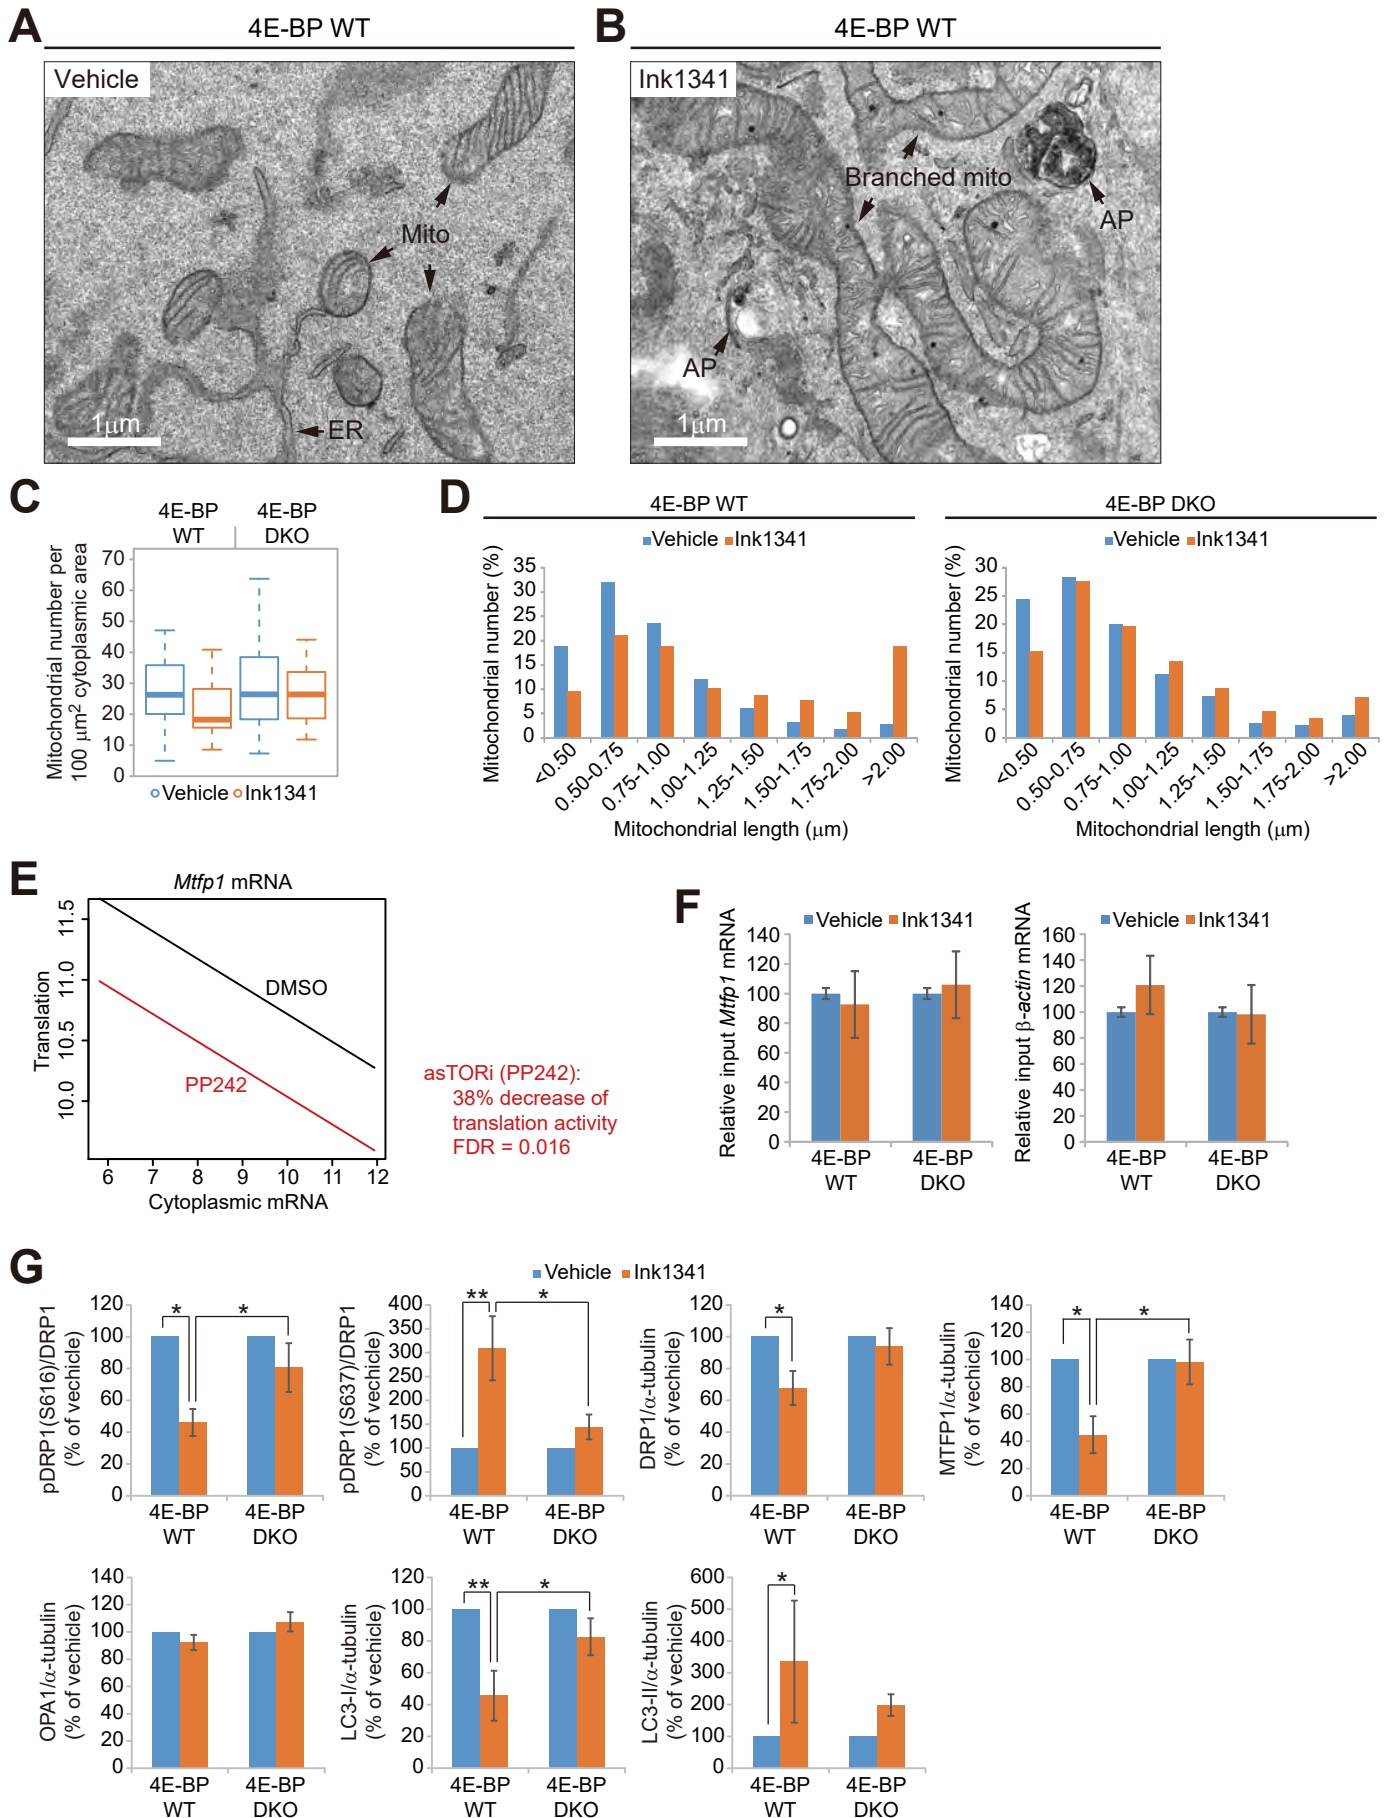 A
4E-BP WT
Vehicle
Mito
ER
1μm
B
4E-BP WT
Ink1341
Branched mito
AP
AP
1μm
C
4E-BP WT
4E-BP DKO
Mitochondrial number per
100 μm2 cytoplasmic area
70
60
50
40
30
20
10
0
Vehicle Ink1341
D
4E-BP WT
Vehicle Ink1341
Mitochondrial number (%)
35
30
25
20
15
10
5
0
<0.50
0.50-0.75
0.75-1.00
1.00-1.25
1.25-1.50
1.50-1.75
1.75-2.00
>2.00
Mitochondrial length (μm)
4E-BP DKO
Vehicle Ink1341
Mitochondrial number (%)
30
25
20
15
10
5
0
<0.50
0.50-0.75
0.75-1.00
1.00-1.25
1.25-1.50
1.50-1.75
1.75-2.00
>2.00
Mitochondrial length (μm)
E
Mtfp1 mRNA
Translation
11.5
11.0
10.5
10.0
DMSO
PP242
6 7 8 9 10 11 12
Cytoplasmic mRNA
asTORi (PP242):
38% decrease of
translation activity
FDR = 0.016
F
Vehicle Ink1341
Relative input Mtfp1 mRNA
140
120
100
80
60
40
20
0
4E-BP WT
4E-BP DKO
Vehicle Ink1341
Relative input β-actin mRNA
160
140
120
100
80
60
40
20
0
4E-BP WT
4E-BP DKO
G
Vehicle Ink1341
pDRP1(S616)/DRP1
(% of vechicle)
120
100
80
60
40
20
0
* *
4E-BP WT
4E-BP DKO
pDRP1(S637)/DRP1
(% of vechicle)
400
350
300
250
200
150
100
50
0
** *
4E-BP WT
4E-BP DKO
DRP1/α-tubulin
(% of vechicle)
120
100
80
60
40
20
0
*
4E-BP WT
4E-BP DKO
MTFP1/α-tubulin
(% of vechicle)
140
120
100
80
60
40
20
0
* *
4E-BP WT
4E-BP DKO
OPA1/α-tubulin
(% of vechicle)
140
120
100
80
60
40
20
0
4E-BP WT
4E-BP DKO
LC3-I/α-tubulin
(% of vechicle)
120
100
80
60
40
20
0
** *
4E-BP WT
4E-BP DKO
LC3-II/α-tubulin
(% of vechicle)
600
500
400
300
200
100
0
*
4E-BP WT
4E-BP DKO